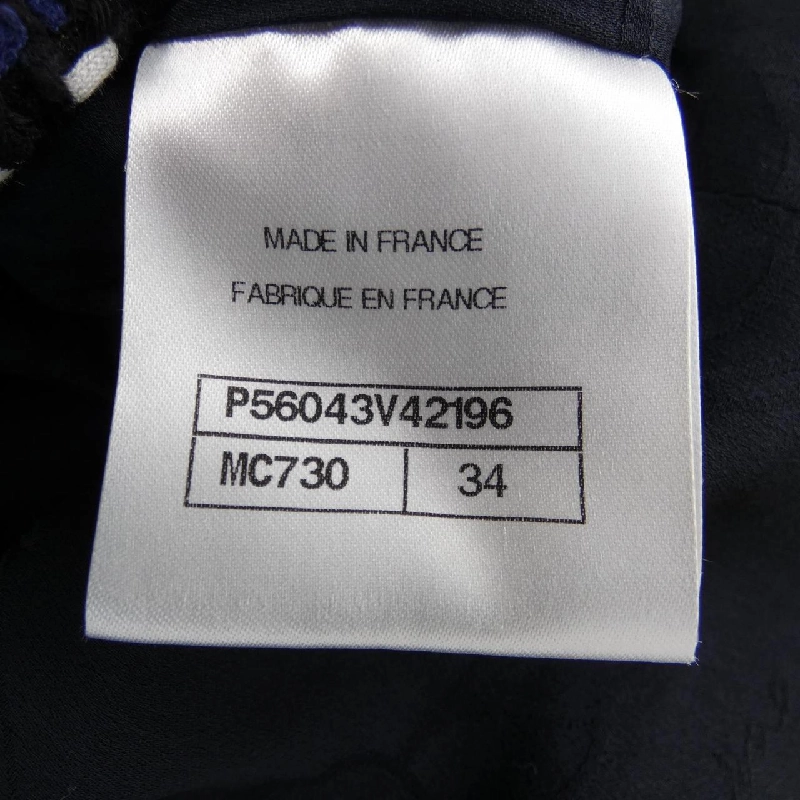 MADE IN FRANCE
FABRIQUE EN FRANCE
P56043V42196
MC730 34